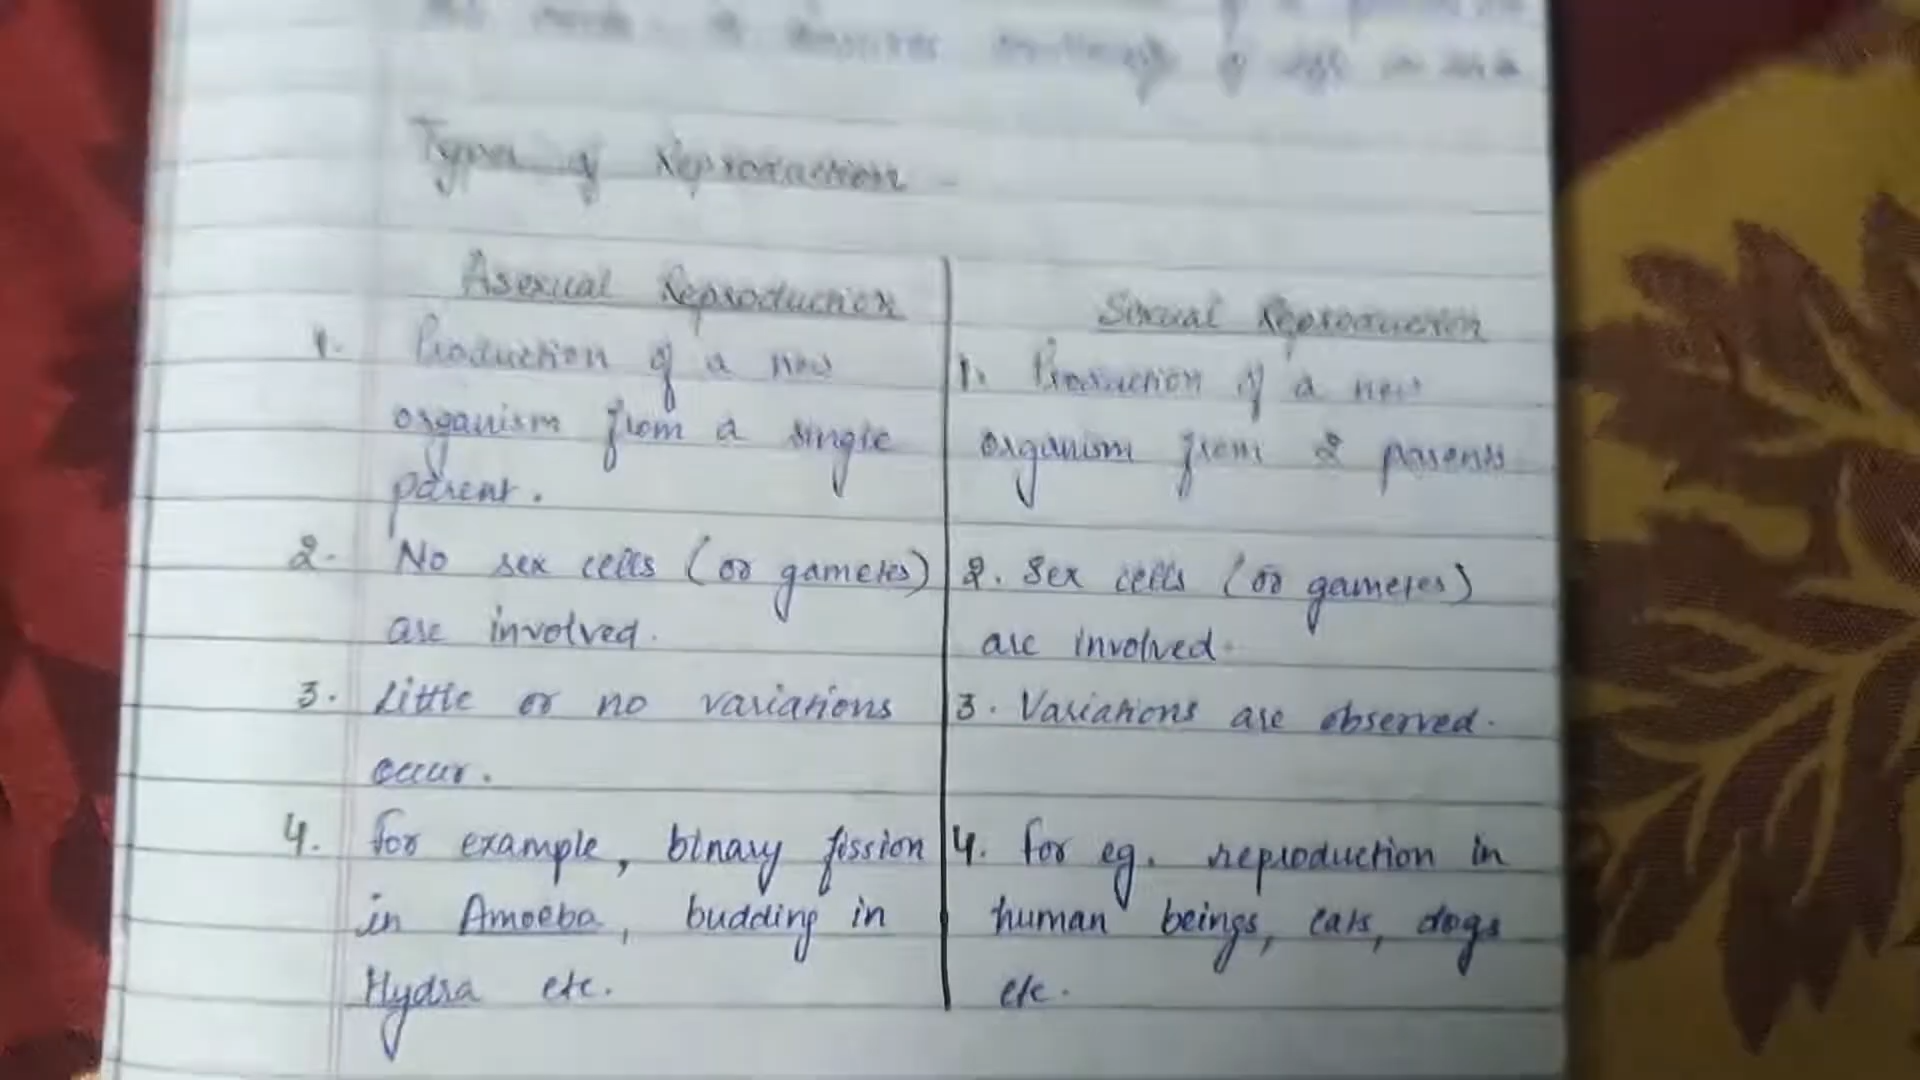 Types of Reproduction -
Asexual Reproduction
1. Production of a new
organism from a single
parent.
2. No sex cells (or gametes)
are involved.
3. Little or no variations
occur.
4. For example, binary fission
in Amoeba, budding in
Hydra etc.
Sexual Reproduction
1. Production of a new
organism from 2 parents
2. Sex cells (or gametes)
are involved.
3. Variations are observed.
4. For eg. reproduction in
human beings, cats, dogs
etc.